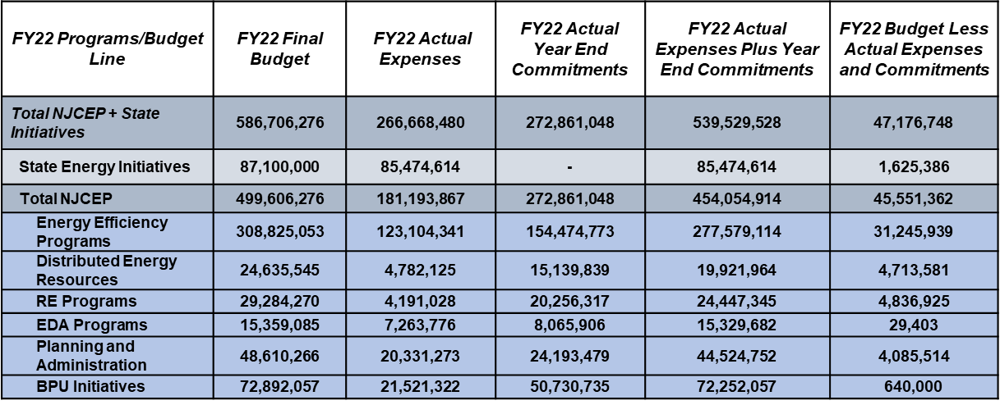 FY22 Programs/Budget Line | FY22 Final Budget | FY22 Actual Expenses | FY22 Actual Year End Commitments | FY22 Actual Expenses Plus Year End Commitments | FY22 Budget Less Actual Expenses and Commitments
Total NJCEP + State Initiatives | 586,706,276 | 266,668,480 | 272,861,048 | 539,529,528 | 47,176,748
State Energy Initiatives | 87,100,000 | 85,474,614 | - | 85,474,614 | 1,625,386
Total NJCEP | 499,606,276 | 181,193,867 | 272,861,048 | 454,054,914 | 45,551,362
Energy Efficiency Programs | 308,825,053 | 123,104,341 | 154,474,773 | 277,579,114 | 31,245,939
Distributed Energy Resources | 24,635,545 | 4,782,125 | 15,139,839 | 19,921,964 | 4,713,581
RE Programs | 29,284,270 | 4,191,028 | 20,256,317 | 24,447,345 | 4,836,925
EDA Programs | 15,359,085 | 7,263,776 | 8,065,906 | 15,329,682 | 29,403
Planning and Administration | 48,610,266 | 20,331,273 | 24,193,479 | 44,524,752 | 4,085,514
BPU Initiatives | 72,892,057 | 21,521,322 | 50,730,735 | 72,252,057 | 640,000